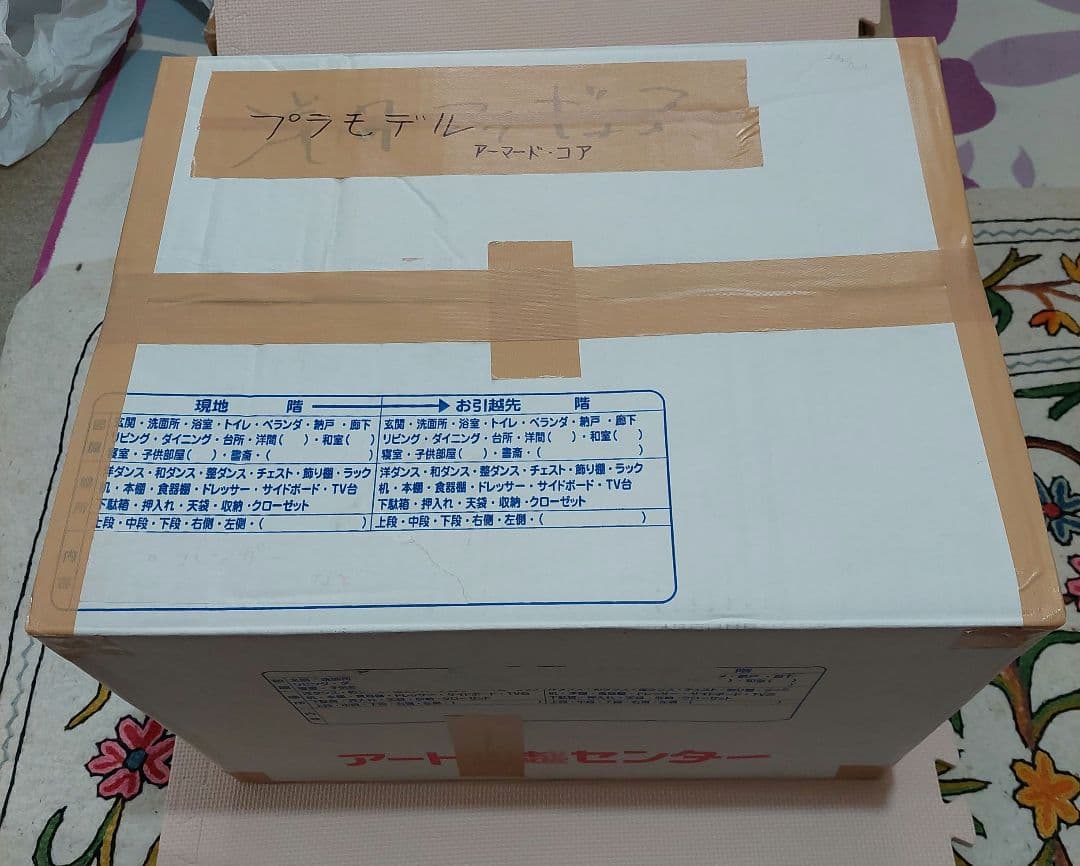 プラモデル
アーマード・コア
現地 階 → お引越先 階
玄関・洗面所・浴室・トイレ・ベランダ・納戸・廊下 玄関・洗面所・浴室・トイレ・ベランダ・納戸・廊下
リビング・ダイニング・台所・洋間( )・和室( ) リビング・ダイニング・台所・洋間( )・和室( )
寝室・子供部屋( )・書斎・( ) 寝室・子供部屋( )・書斎・( )
洋ダンス・和ダンス・整ダンス・チェスト・飾り棚・ラック 洋ダンス・和ダンス・整ダンス・チェスト・飾り棚・ラック
机・本棚・食器棚・ドレッサー・サイドボード・TV台 机・本棚・食器棚・ドレッサー・サイドボード・TV台
下駄箱・押入れ・天袋・収納・クローゼット 下駄箱・押入れ・天袋・収納・クローゼット
上段・中段・下段・右側・左側・( ) 上段・中段・下段・右側・左側・( )
内
アート センター